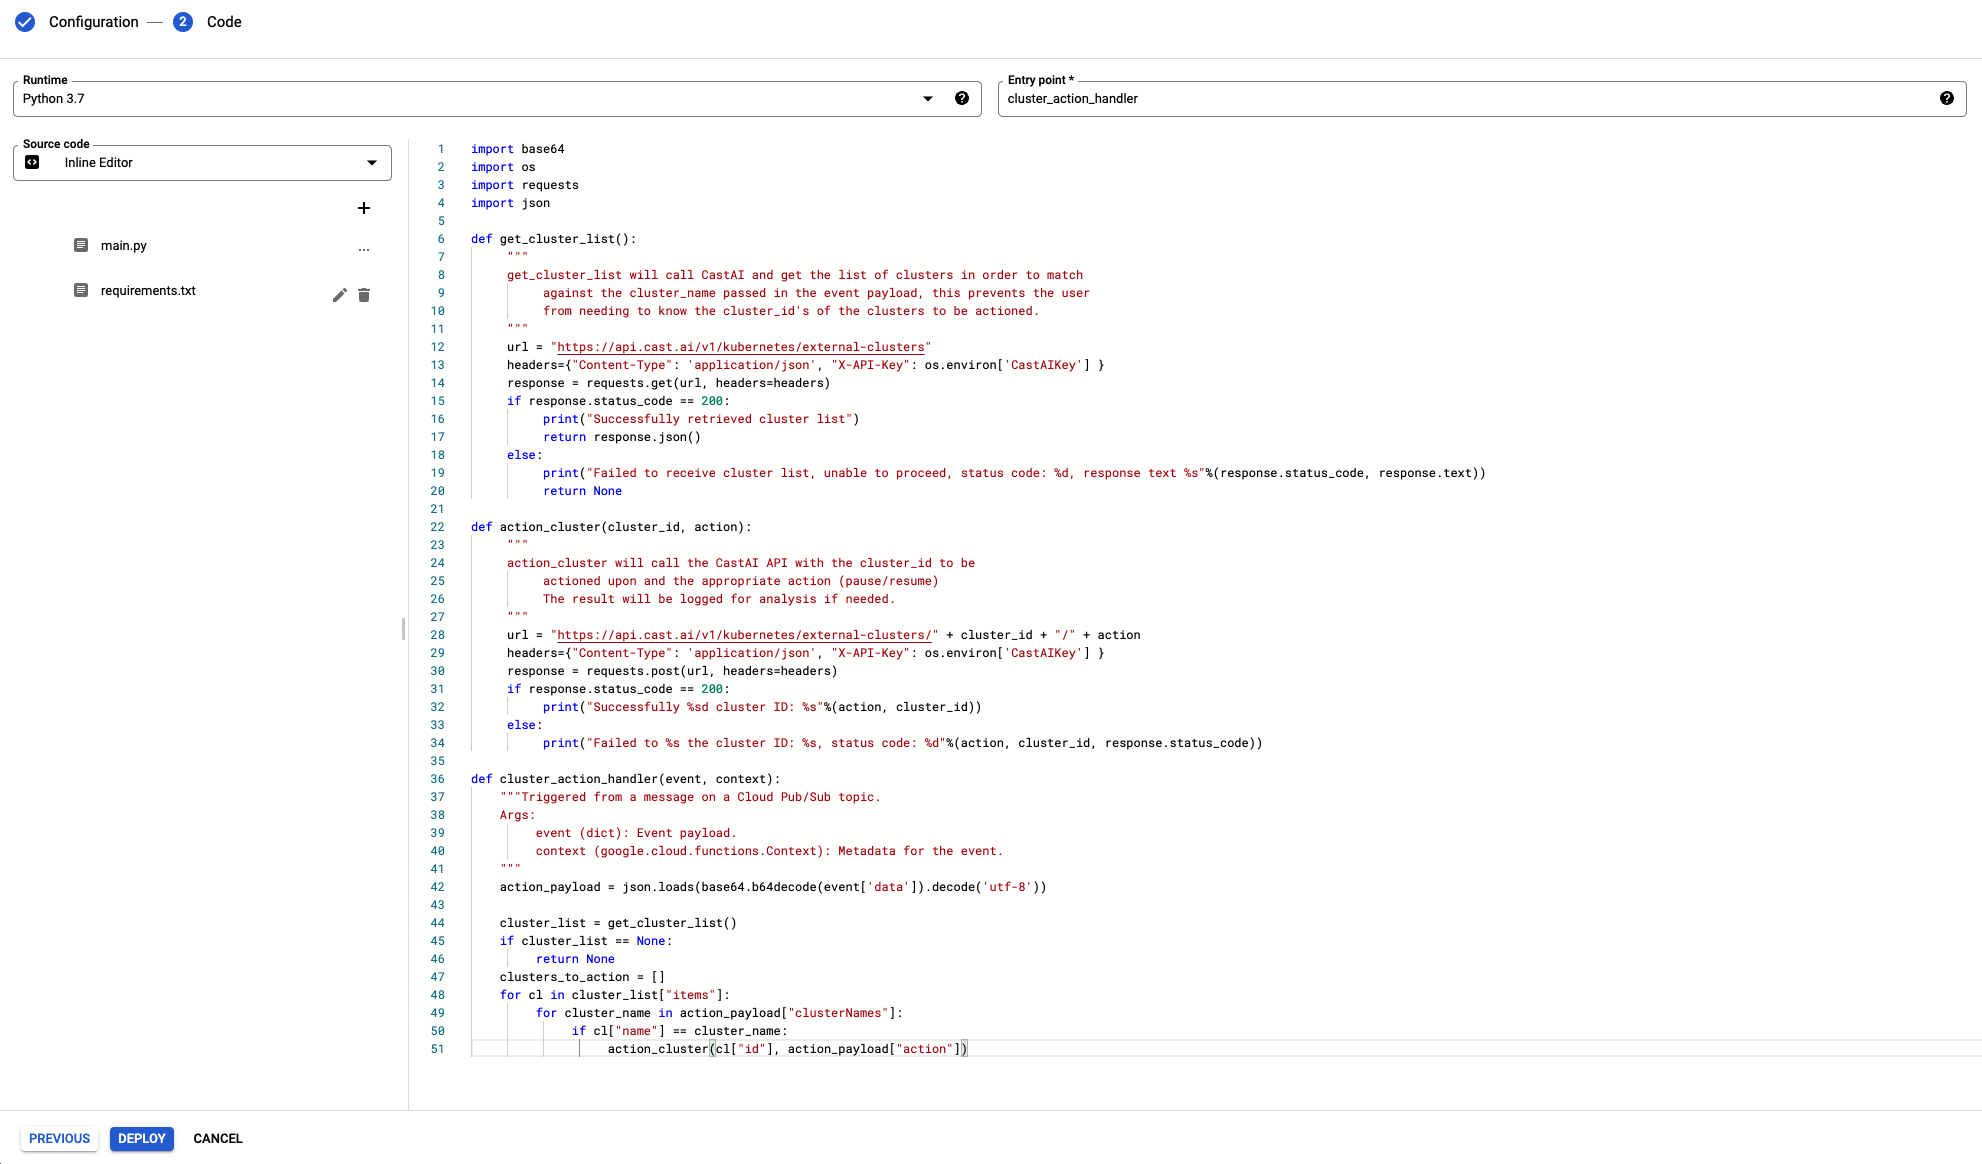 Configuration — 2 Code
Runtime
Python 3.7
Entry point *
cluster_action_handler
Source code
Inline Editor
+
main.py
...
requirements.txt
1 import base64
2 import os
3 import requests
4 import json
5
6 def get_cluster_list():
7 """
8 get_cluster_list will call CastAI and get the list of clusters in order to match
9 against the cluster_name passed in the event payload, this prevents the user
10 from needing to know the cluster_id's of the clusters to be actioned.
11 """
12 url = "https://api.cast.ai/v1/kubernetes/external-clusters"
13 headers={"Content-Type": 'application/json', "X-API-Key": os.environ['CastAIKey'] }
14 response = requests.get(url, headers=headers)
15 if response.status_code == 200:
16 print("Successfully retrieved cluster list")
17 return response.json()
18 else:
19 print("Failed to receive cluster list, unable to proceed, status code: %d, response text %s"%(response.status_code, response.text))
20 return None
21
22 def action_cluster(cluster_id, action):
23 """
24 action_cluster will call the CastAI API with the cluster_id to be
25 actioned upon and the appropriate action (pause/resume)
26 The result will be logged for analysis if needed.
27 """
28 url = "https://api.cast.ai/v1/kubernetes/external-clusters/" + cluster_id + "/" + action
29 headers={"Content-Type": 'application/json', "X-API-Key": os.environ['CastAIKey'] }
30 response = requests.post(url, headers=headers)
31 if response.status_code == 200:
32 print("Successfully %sd cluster ID: %s"%(action, cluster_id))
33 else:
34 print("Failed to %s the cluster ID: %s, status code: %d"%(action, cluster_id, response.status_code))
35
36 def cluster_action_handler(event, context):
37 """Triggered from a message on a Cloud Pub/Sub topic.
38 Args:
39 event (dict): Event payload.
40 context (google.cloud.functions.Context): Metadata for the event.
41 """
42 action_payload = json.loads(base64.b64decode(event['data']).decode('utf-8'))
43
44 cluster_list = get_cluster_list()
45 if cluster_list == None:
46 return None
47 clusters_to_action = []
48 for cl in cluster_list["items"]:
49 for cluster_name in action_payload["clusterNames"]:
50 if cl["name"] == cluster_name:
51 action_cluster(cl["id"], action_payload["action"])
PREVIOUS DEPLOY CANCEL